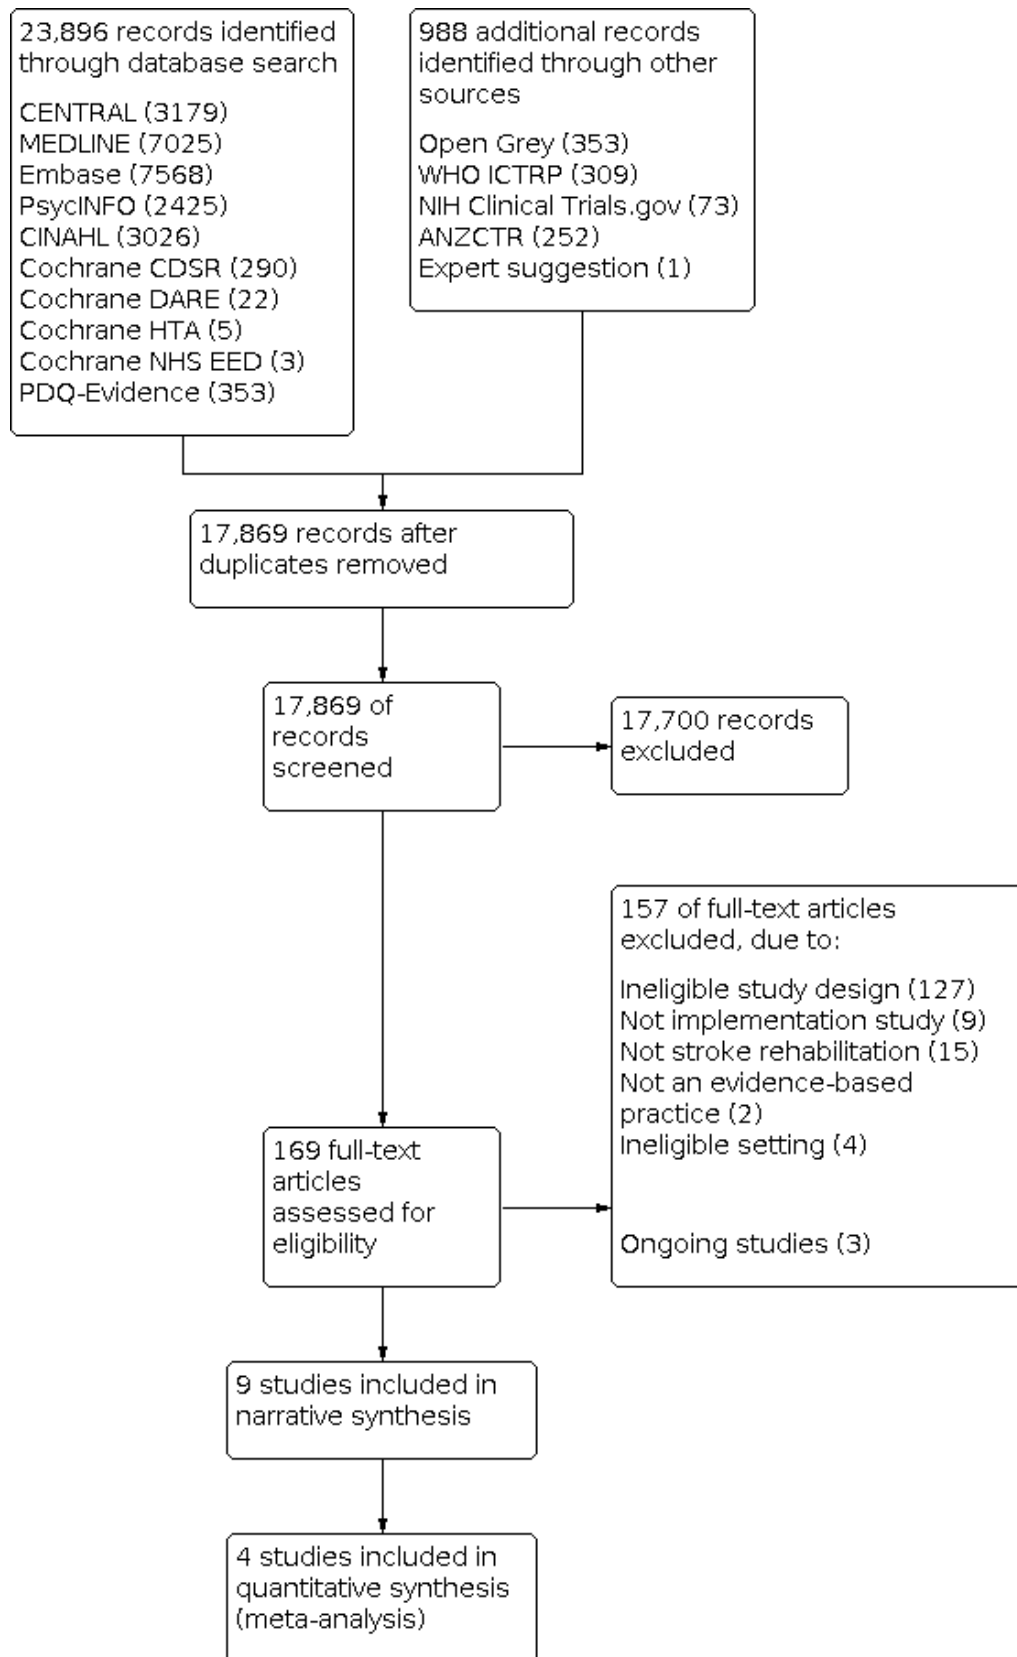 23,896 records identified
through database search
CENTRAL (3179)
MEDLINE (7025)
Embase (7568)
PsycINFO (2425)
CINAHL (3026)
Cochrane CDSR (290)
Cochrane DARE (22)
Cochrane HTA (5)
Cochrane NHS EED (3)
PDQ-Evidence (353)
988 additional records
identified through other
sources
Open Grey (353)
WHO ICTRP (309)
NIH Clinical Trials.gov (73)
ANZCTR (252)
Expert suggestion (1)
17,869 records after
duplicates removed
17,869 of
records
screened
17,700 records
excluded
157 of full-text articles
excluded, due to:
Ineligible study design (127)
Not implementation study (9)
Not stroke rehabilitation (15)
Not an evidence-based
practice (2)
Ineligible setting (4)
Ongoing studies (3)
169 full-text
articles
assessed for
eligibility
9 studies included in
narrative synthesis
4 studies included in
quantitative synthesis
(meta-analysis)